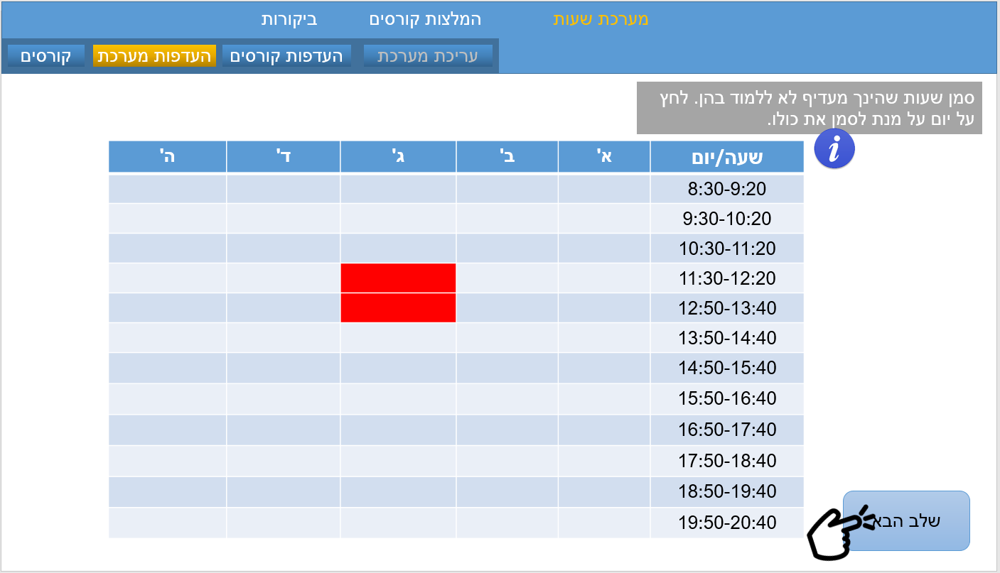 מערכת שעות
המלצות קורסים
ביקורות
עריכת מערכת
העדפות קורסים
העדפות מערכת
קורסים
סמן שעות שהינך מעדיף לא ללמוד בהן. לחץ
על יום על מנת לסמן את כולו.
i
שעה/יום א' ב' ג' ד' ה'
8:30-9:20
9:30-10:20
10:30-11:20
11:30-12:20
12:50-13:40
13:50-14:40
14:50-15:40
15:50-16:40
16:50-17:40
17:50-18:40
18:50-19:40
19:50-20:40
שלב הבא